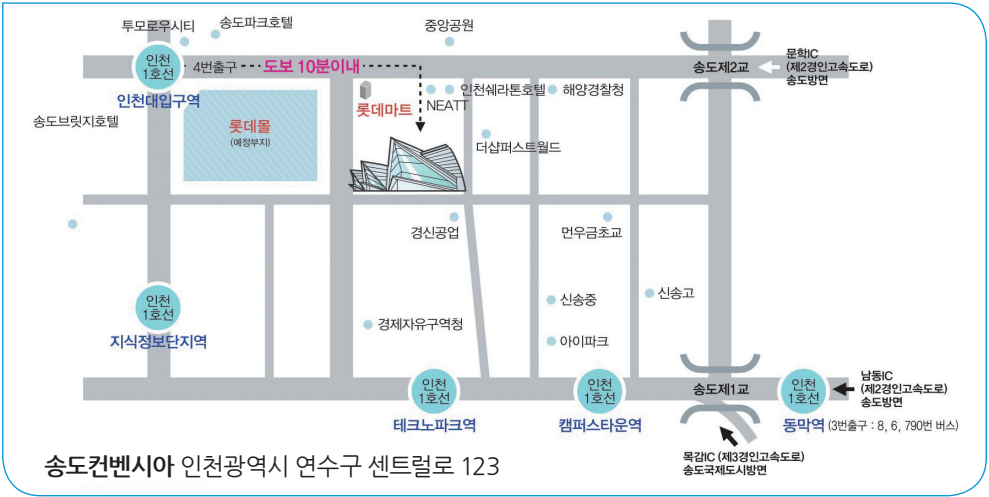 투모로우시티
송도파크호텔
중앙공원
인천
1호선
4번출구
도보 10분이내
송도제2교
문학IC
(제2경인고속도로)
송도방면
인천대입구역
롯데마트
NEATT
인천쉐라톤호텔
해양경찰청
송도브릿지호텔
롯데몰
(예정부지)
더샵퍼스트월드
경신공업
먼우금초교
인천
1호선
지식정보단지역
신송중
신송고
경제자유구역청
아이파크
인천
1호선
테크노파크역
인천
1호선
캠퍼스타운역
송도제1교
인천
1호선
동막역 (3번출구 : 8, 6, 790번 버스)
남동IC
(제2경인고속도로)
송도방면
목감IC (제3경인고속도로)
송도국제도시방면
송도컨벤시아 인천광역시 연수구 센트럴로 123